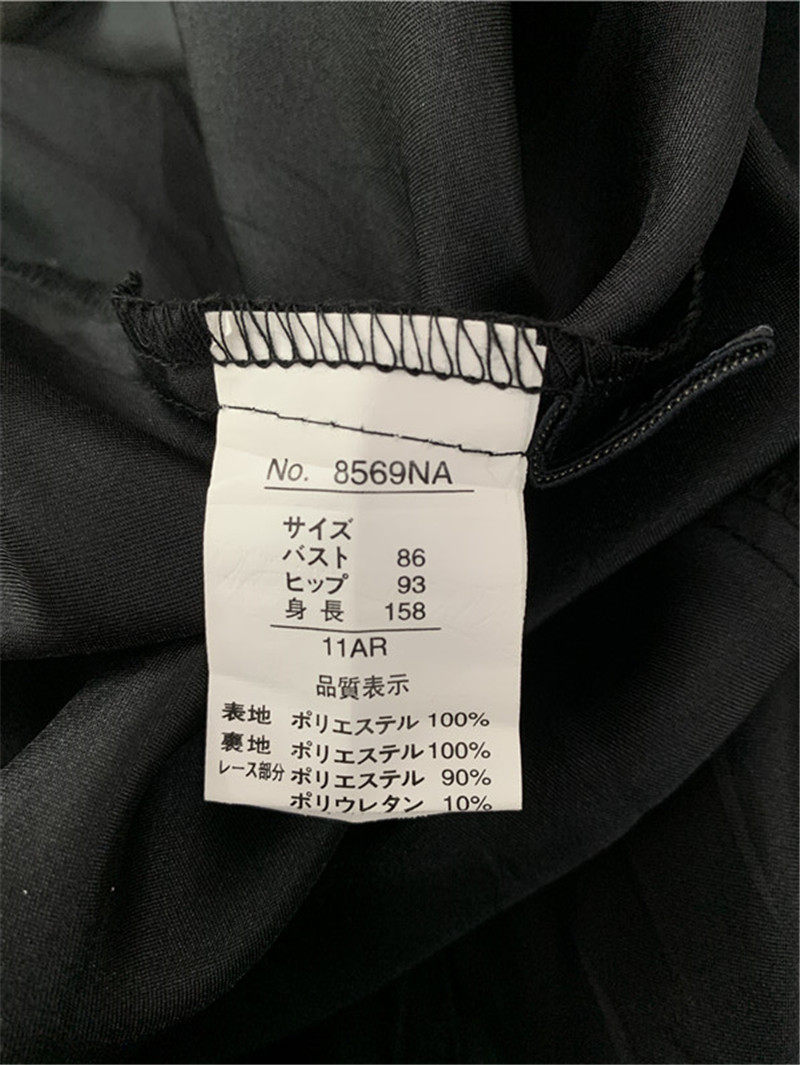 No. 8569NA
サイズ
バスト 86
ヒップ 93
身長 158
11AR
品質表示
表地 ポリエステル 100%
裏地 ポリエステル 100%
レース部分 ポリエステル 90%
ポリウレタン 10%